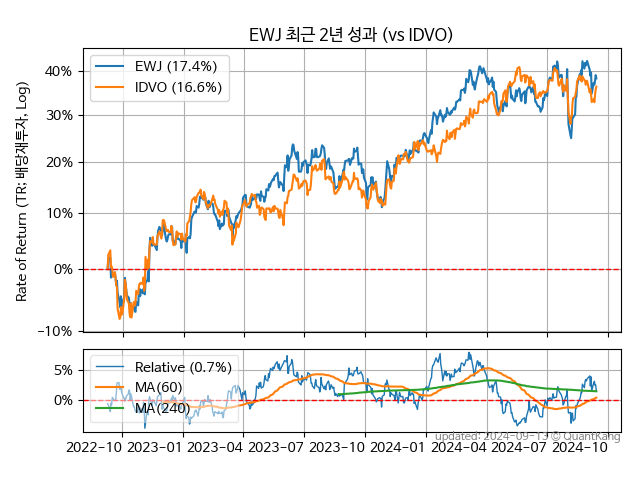 EWJ 최근 2년 성과 (vs IDVO)
EWJ (17.4%)
IDVO (16.6%)
Rate of Return (TR: 배당재투자, Log)
40%
30%
20%
10%
0%
−10%
Relative (0.7%)
MA(60)
MA(240)
5%
0%
updated: 2024-09-13 © QuantKang
2022-10 2023-01 2023-04 2023-07 2023-10 2024-01 2024-04 2024-07 2024-10